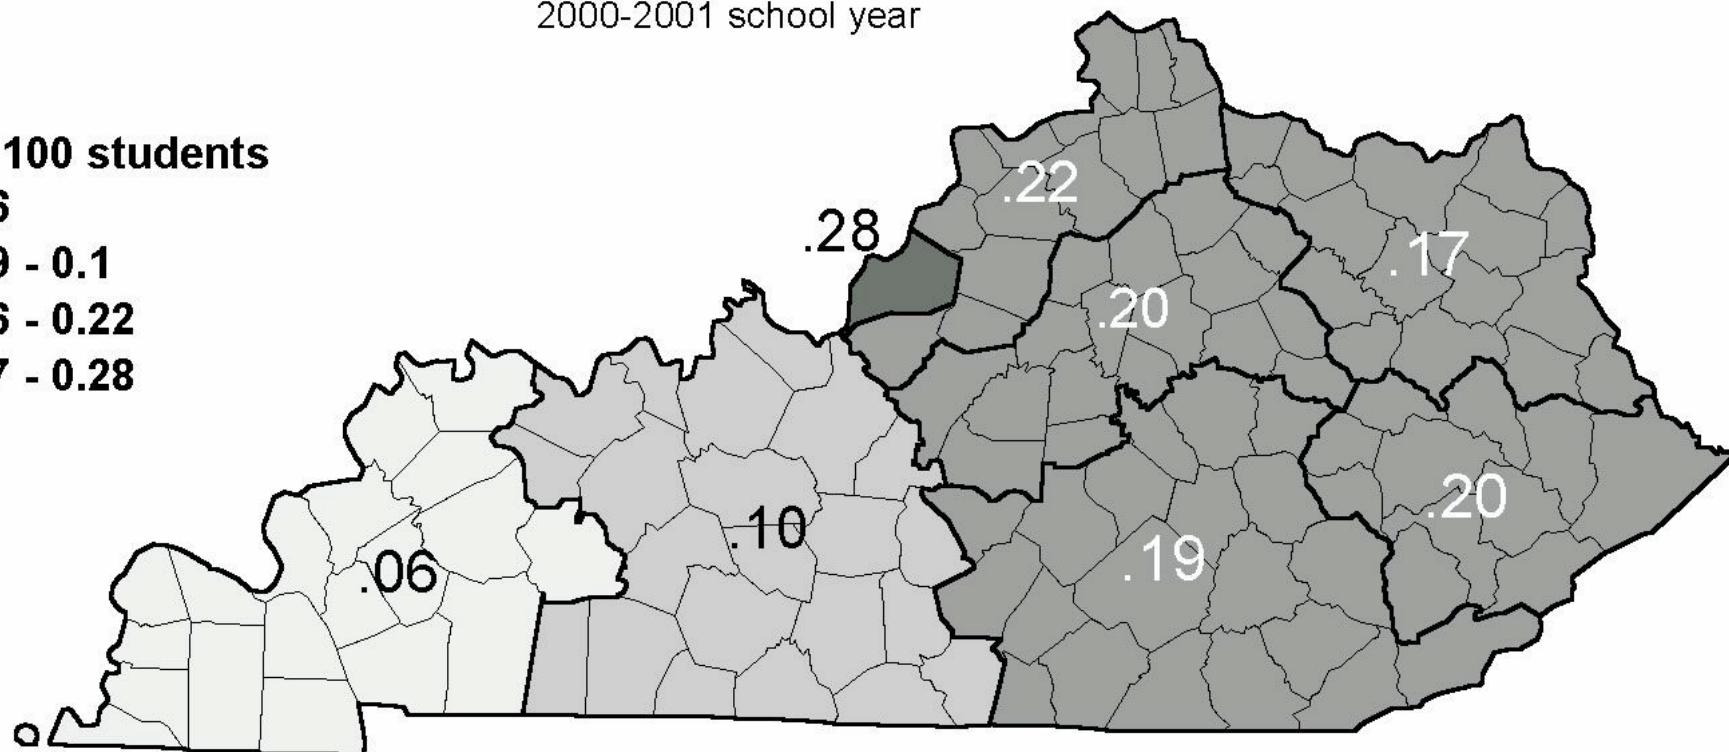 2000-2001 school year
100 students
6
9 - 0.1
6 - 0.22
7 - 0.28
.28
.22
.17
.20
.20
.10
.19
.06